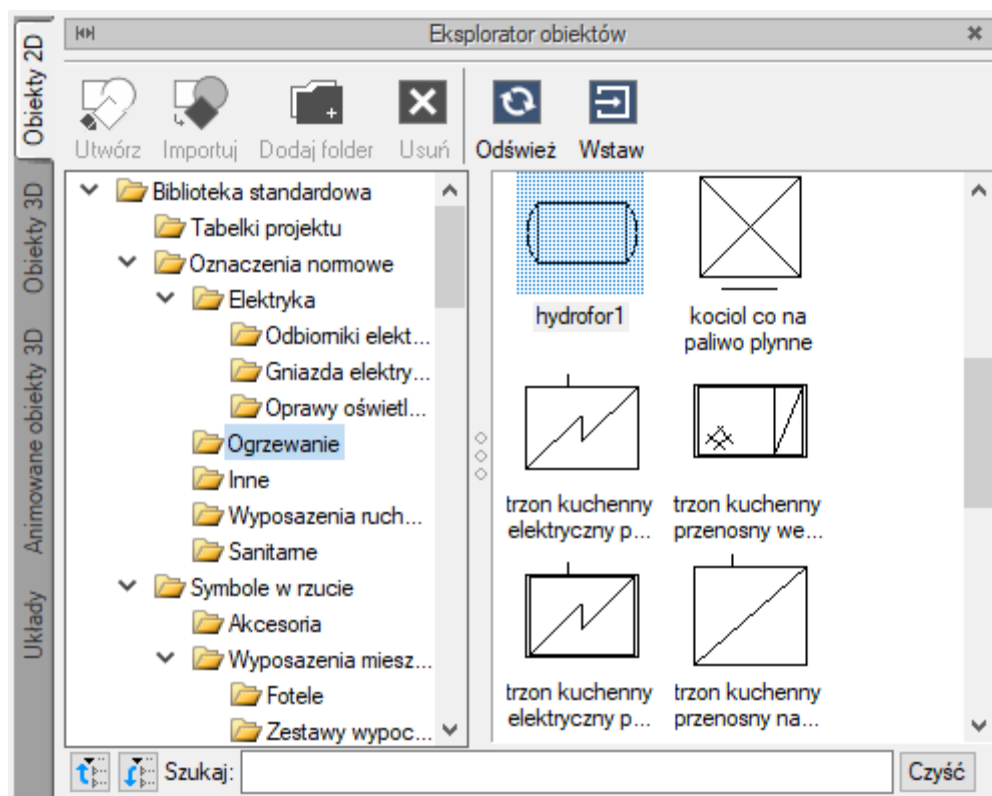 Eksplorator obiektów
Obiekty 2D
Obiekty 3D
Animowane obiekty 3D
Układy
Utwórz
Importuj
Dodaj folder
Usuń
Odśwież
Wstaw
Biblioteka standardowa
Tabelki projektu
Oznaczenia normowe
Elektryka
Odbiorniki elekt...
Gniazda elektry...
Oprawy oświetl...
Ogrzewanie
Inne
Wyposazenia ruch...
Sanitarne
Symbole w rzucie
Akcesoria
Wyposazenia miesz...
Fotele
Zestawy wypoc...
hydrofor1
kociol co na
paliwo plynne
trzon kuchenny
elektryczny p...
trzon kuchenny
przenosny we...
trzon kuchenny
elektryczny p...
trzon kuchenny
przenosny na...
Szukaj:
Czyść